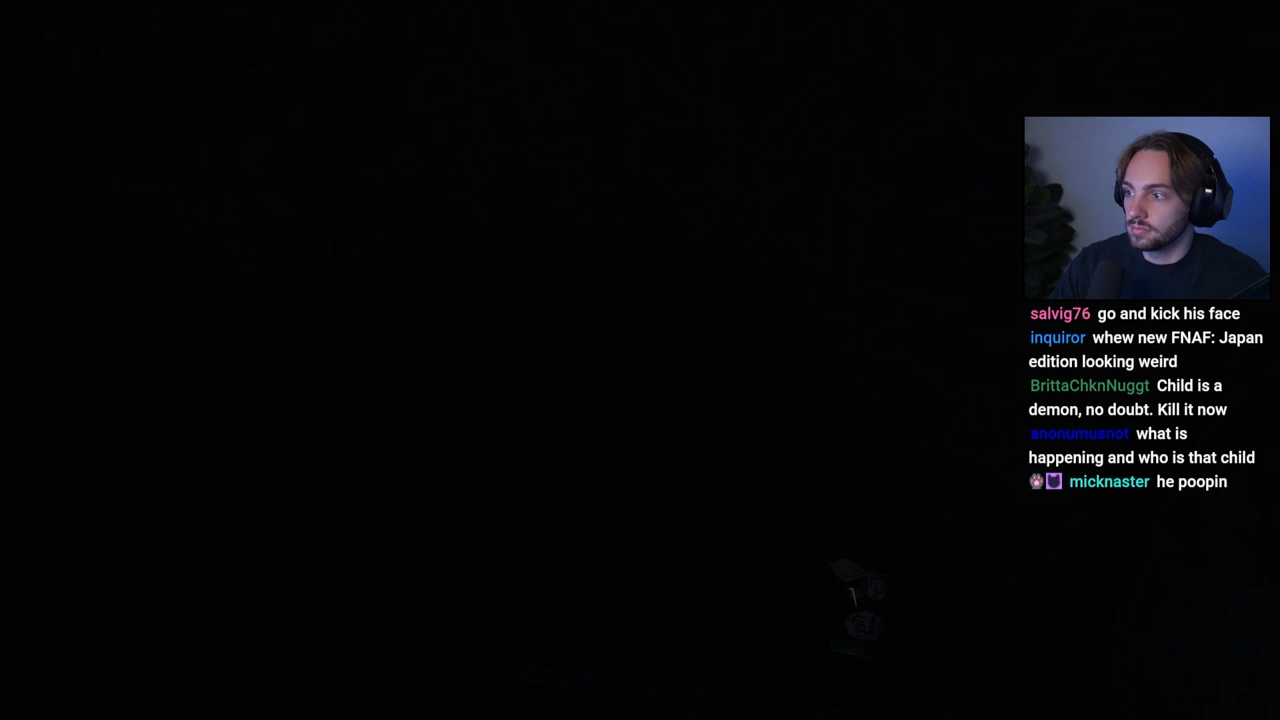 salvig76 go and kick his face
inquiror whew new FNAF: Japan
edition looking weird
BrittaChknNuggt Child is a
demon, no doubt. Kill it now
anonumusnot what is
happening and who is that child
micknaster he poopin